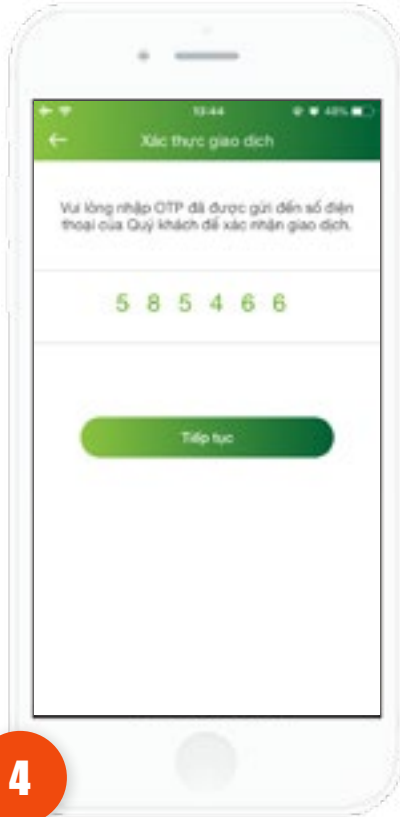 10:44 48%
Xác thực giao dịch
Vui lòng nhập OTP đã được gửi đến số điện
thoại của Quý khách để xác nhận giao dịch.
5 8 5 4 6 6
Tiếp tục
4